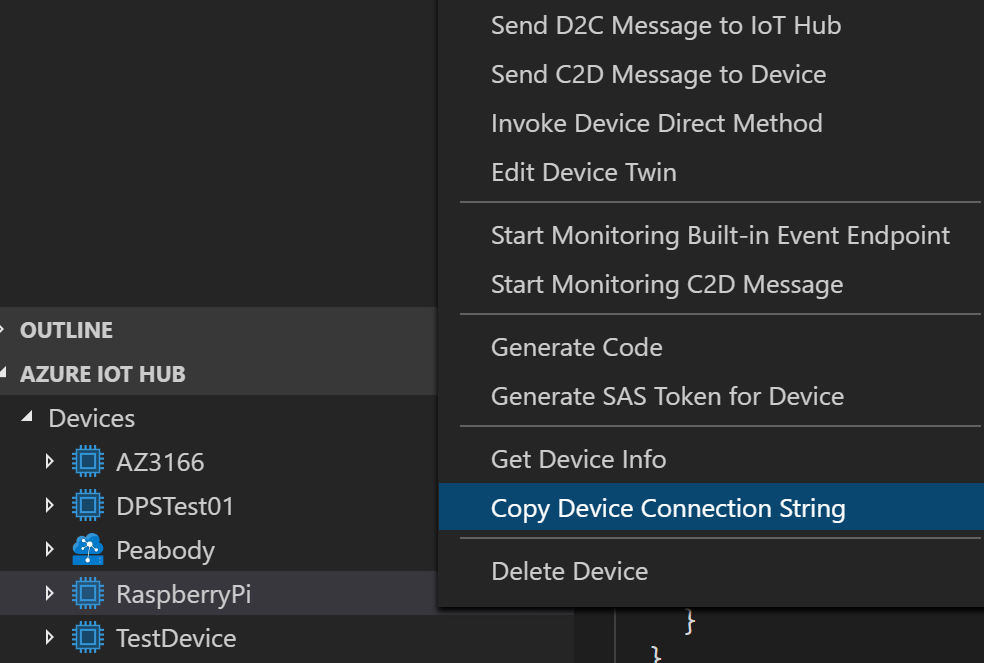 Send D2C Message to IoT Hub
Send C2D Message to Device
Invoke Device Direct Method
Edit Device Twin
Start Monitoring Built-in Event Endpoint
Start Monitoring C2D Message
Generate Code
Generate SAS Token for Device
Get Device Info
Copy Device Connection String
Delete Device
OUTLINE
AZURE IOT HUB
Devices
AZ3166
DPSTest01
Peabody
RaspberryPi
TestDevice
}
}